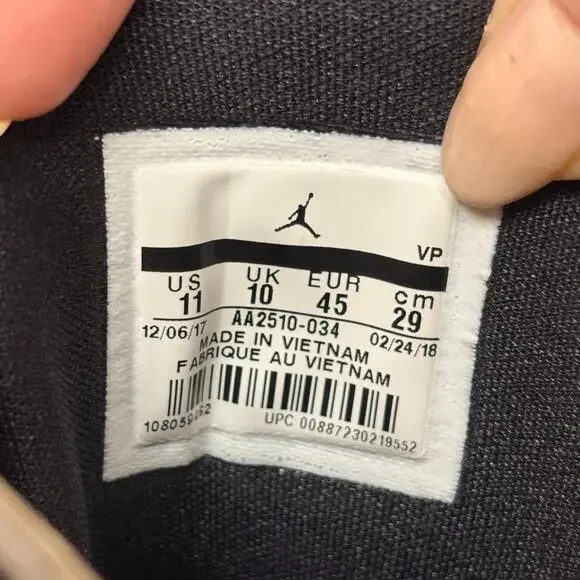 VP
US UK EUR cm
11 10 45 29
12/06/17 AA2510-034 02/24/18
MADE IN VIETNAM
FABRIQUE AU VIETNAM
UPC 00887230219552